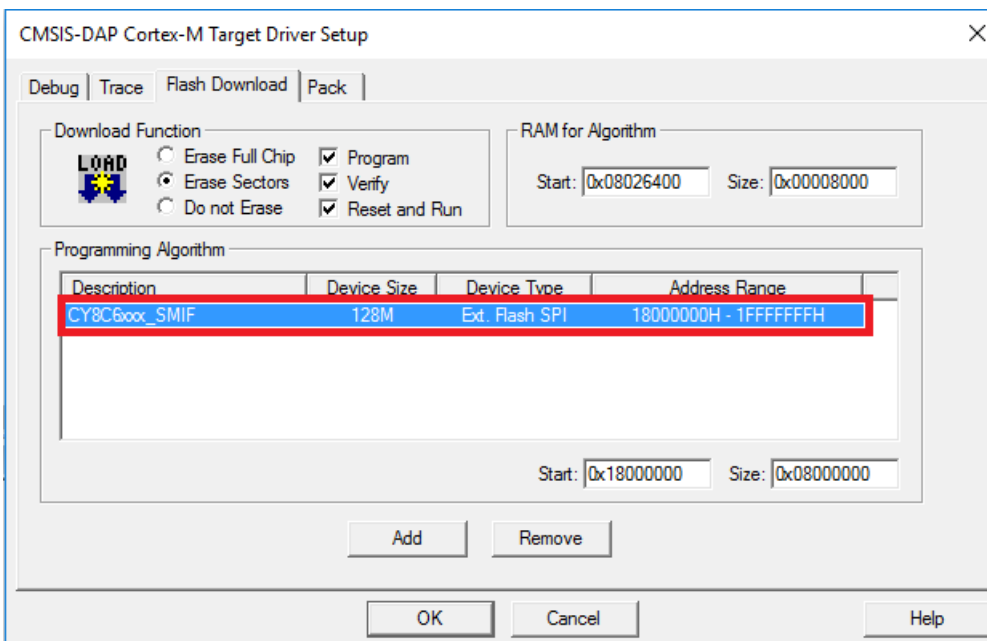 CMSIS-DAP Cortex-M Target Driver Setup
Debug Trace Flash Download Pack
Download Function
LOAD
Erase Full Chip Program
Erase Sectors Verify
Do not Erase Reset and Run
RAM for Algorithm
Start: 0x08026400 Size: 0x00008000
Programming Algorithm
Description Device Size Device Type Address Range
CY8C6xxx_SMIF 128M Ext. Flash SPI 18000000H - 1FFFFFFFH
Start: 0x18000000 Size: 0x08000000
Add Remove
OK Cancel Help